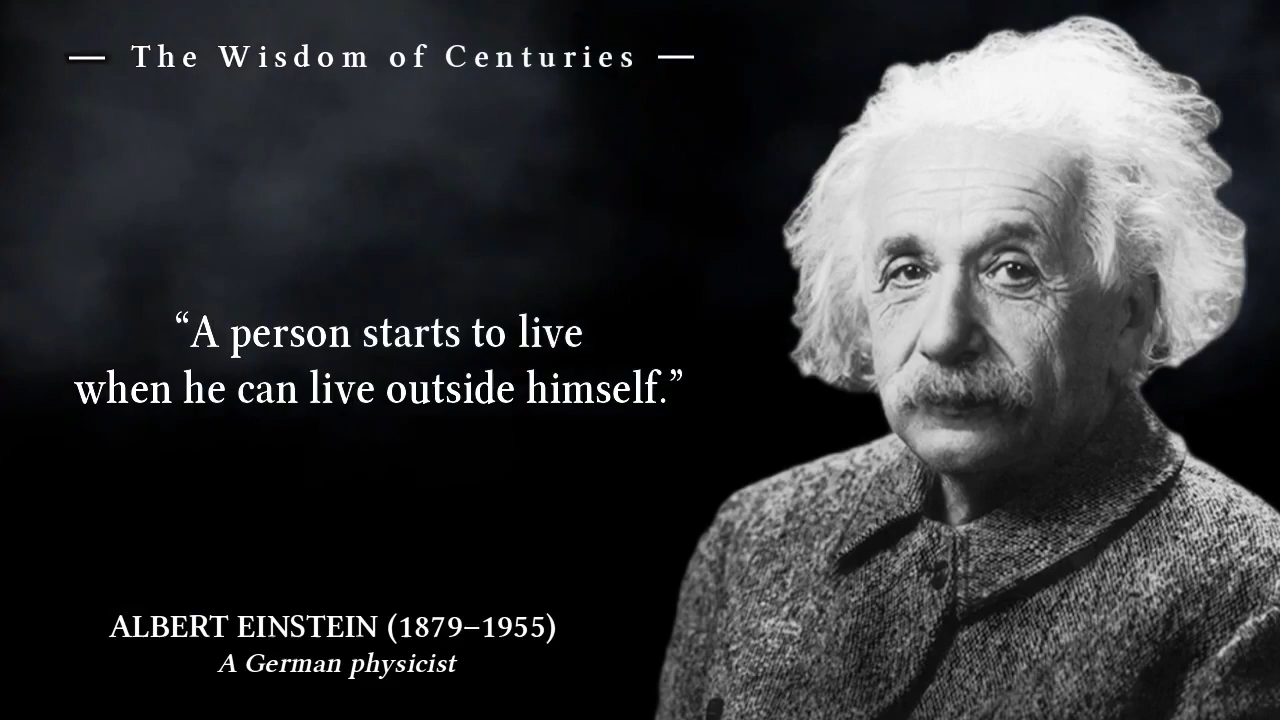 — The Wisdom of Centuries —
“A person starts to live
when he can live outside himself.”
ALBERT EINSTEIN (1879–1955)
A German physicist